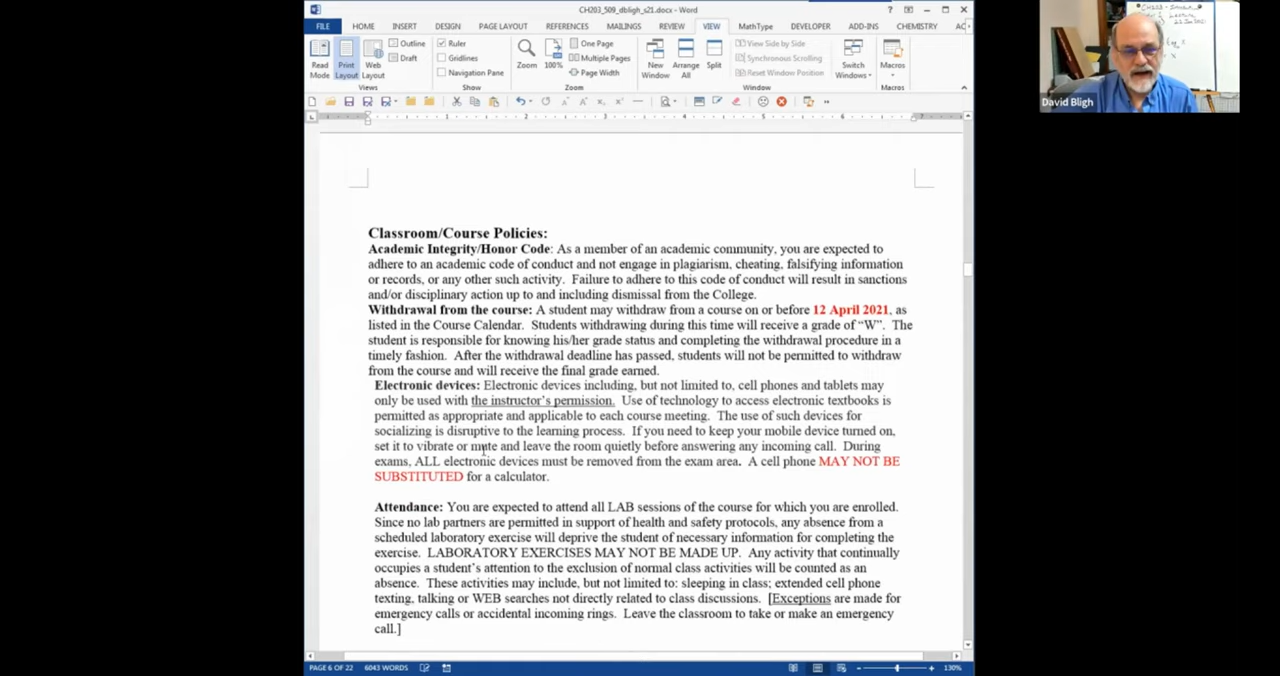 CH203_509_dbligh_s21.docx - Word
FILE HOME INSERT DESIGN PAGE LAYOUT REFERENCES MAILINGS REVIEW VIEW MathType DEVELOPER ADD-INS CHEMISTRY AC
Read Mode
Print Layout
Web Layout
Outline
Draft
Views
Ruler
Gridlines
Navigation Pane
Show
Zoom
100%
One Page
Multiple Pages
Page Width
Zoom
New Window
Arrange All
Split
View Side by Side
Synchronous Scrolling
Reset Window Position
Window
Switch Windows
Macros
Macros
David Bligh
Classroom/Course Policies:
Academic Integrity/Honor Code: As a member of an academic community, you are expected to
adhere to an academic code of conduct and not engage in plagiarism, cheating, falsifying information
or records, or any other such activity. Failure to adhere to this code of conduct will result in sanctions
and/or disciplinary action up to and including dismissal from the College.
Withdrawal from the course: A student may withdraw from a course on or before 12 April 2021, as
listed in the Course Calendar. Students withdrawing during this time will receive a grade of “W”. The
student is responsible for knowing his/her grade status and completing the withdrawal procedure in a
timely fashion. After the withdrawal deadline has passed, students will not be permitted to withdraw
from the course and will receive the final grade earned.
Electronic devices: Electronic devices including, but not limited to, cell phones and tablets may
only be used with the instructor’s permission. Use of technology to access electronic textbooks is
permitted as appropriate and applicable to each course meeting. The use of such devices for
socializing is disruptive to the learning process. If you need to keep your mobile device turned on,
set it to vibrate or mute and leave the room quietly before answering any incoming call. During
exams, ALL electronic devices must be removed from the exam area. A cell phone MAY NOT BE
SUBSTITUTED for a calculator.
Attendance: You are expected to attend all LAB sessions of the course for which you are enrolled.
Since no lab partners are permitted in support of health and safety protocols, any absence from a
scheduled laboratory exercise will deprive the student of necessary information for completing the
exercise. LABORATORY EXERCISES MAY NOT BE MADE UP. Any activity that continually
occupies a student’s attention to the exclusion of normal class activities will be counted as an
absence. These activities may include, but not limited to: sleeping in class; extended cell phone
texting, talking or WEB searches not directly related to class discussions. [Exceptions are made for
emergency calls or accidental incoming rings. Leave the classroom to take or make an emergency
call.]
PAGE 6 OF 22 6043 WORDS 130%